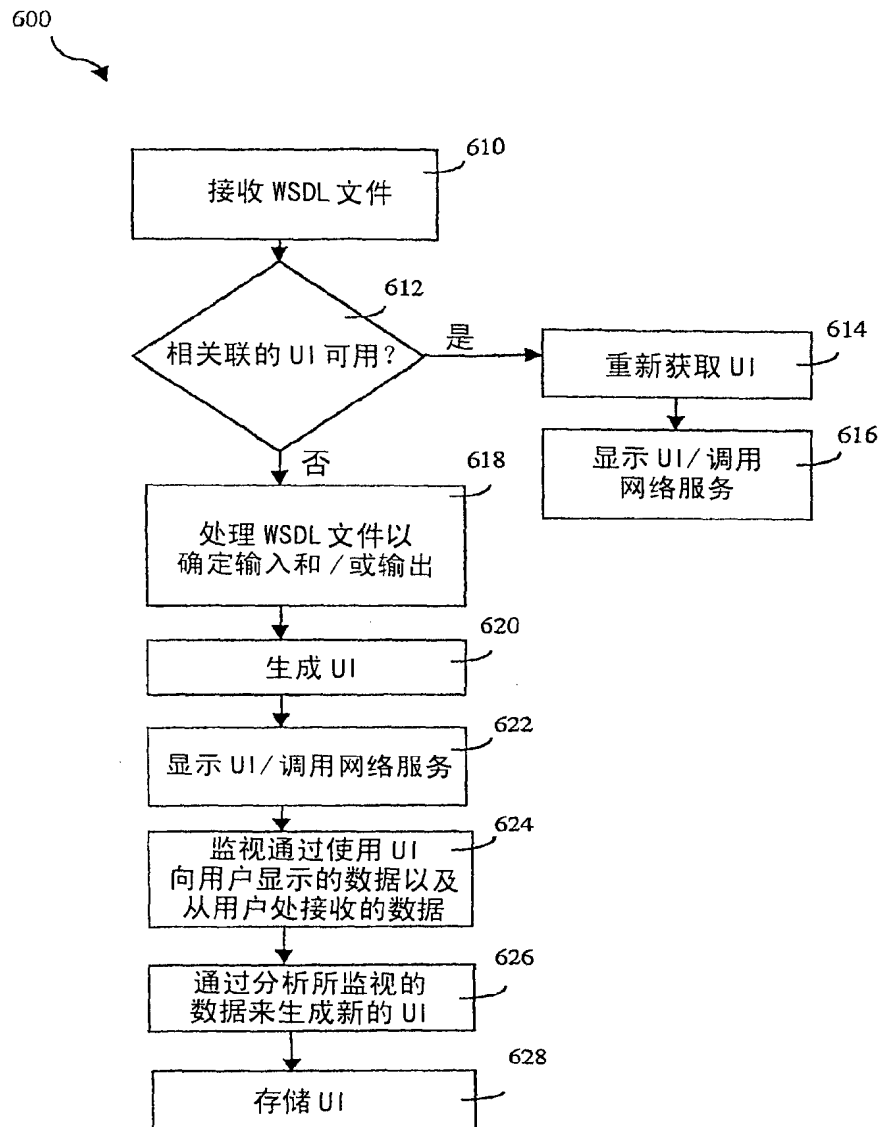 600
610
接收 WSDL 文件
612
相关联的 UI 可用?
是
614
重新获取 UI
616
显示 UI/调用
网络服务
否
618
处理 WSDL 文件以
确定输入和/或输出
620
生成 UI
622
显示 UI/调用网络服务
624
监视通过使用 UI
向用户显示的数据以及
从用户处接收的数据
626
通过分析所监视的
数据来生成新的 UI
628
存储 UI